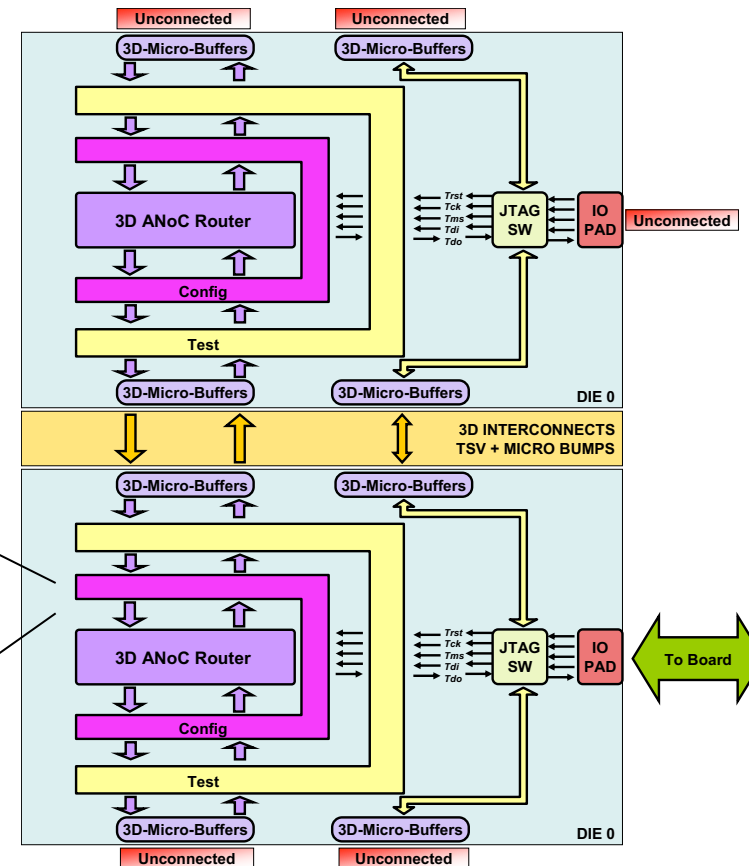 Unconnected Unconnected
3D-Micro-Buffers 3D-Micro-Buffers
Trst
Tck
3D ANoC Router
Tms
Tdi
Tdo
JTAG
SW
IO
PAD
Unconnected
Config
Test
3D-Micro-Buffers 3D-Micro-Buffers
DIE 0
3D INTERCONNECTS
TSV + MICRO BUMPS
3D-Micro-Buffers 3D-Micro-Buffers
Trst
Tck
3D ANoC Router
Tms
Tdi
Tdo
JTAG
SW
IO
PAD
To Board
Config
Test
3D-Micro-Buffers 3D-Micro-Buffers
DIE 0
Unconnected Unconnected